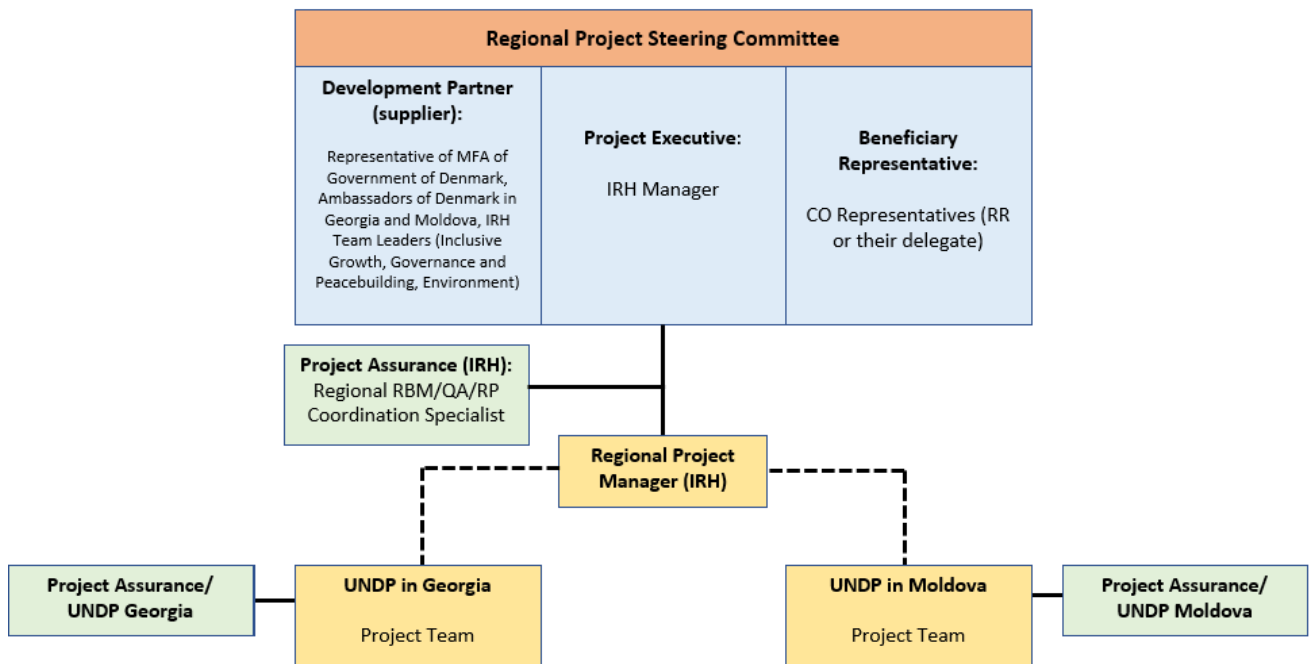 Regional Project Steering Committee
Development Partner
(supplier):
Representative of MFA of
Government of Denmark,
Ambassadors of Denmark in
Georgia and Moldova, IRH
Team Leaders (Inclusive
Growth, Governance and
Peacebuilding, Environment)
Project Executive:
IRH Manager
Beneficiary
Representative:
CO Representatives (RR
or their delegate)
Project Assurance (IRH):
Regional RBM/QA/RP
Coordination Specialist
Regional Project
Manager (IRH)
Project Assurance/
UNDP Georgia
UNDP in Georgia
Project Team
UNDP in Moldova
Project Team
Project Assurance/
UNDP Moldova